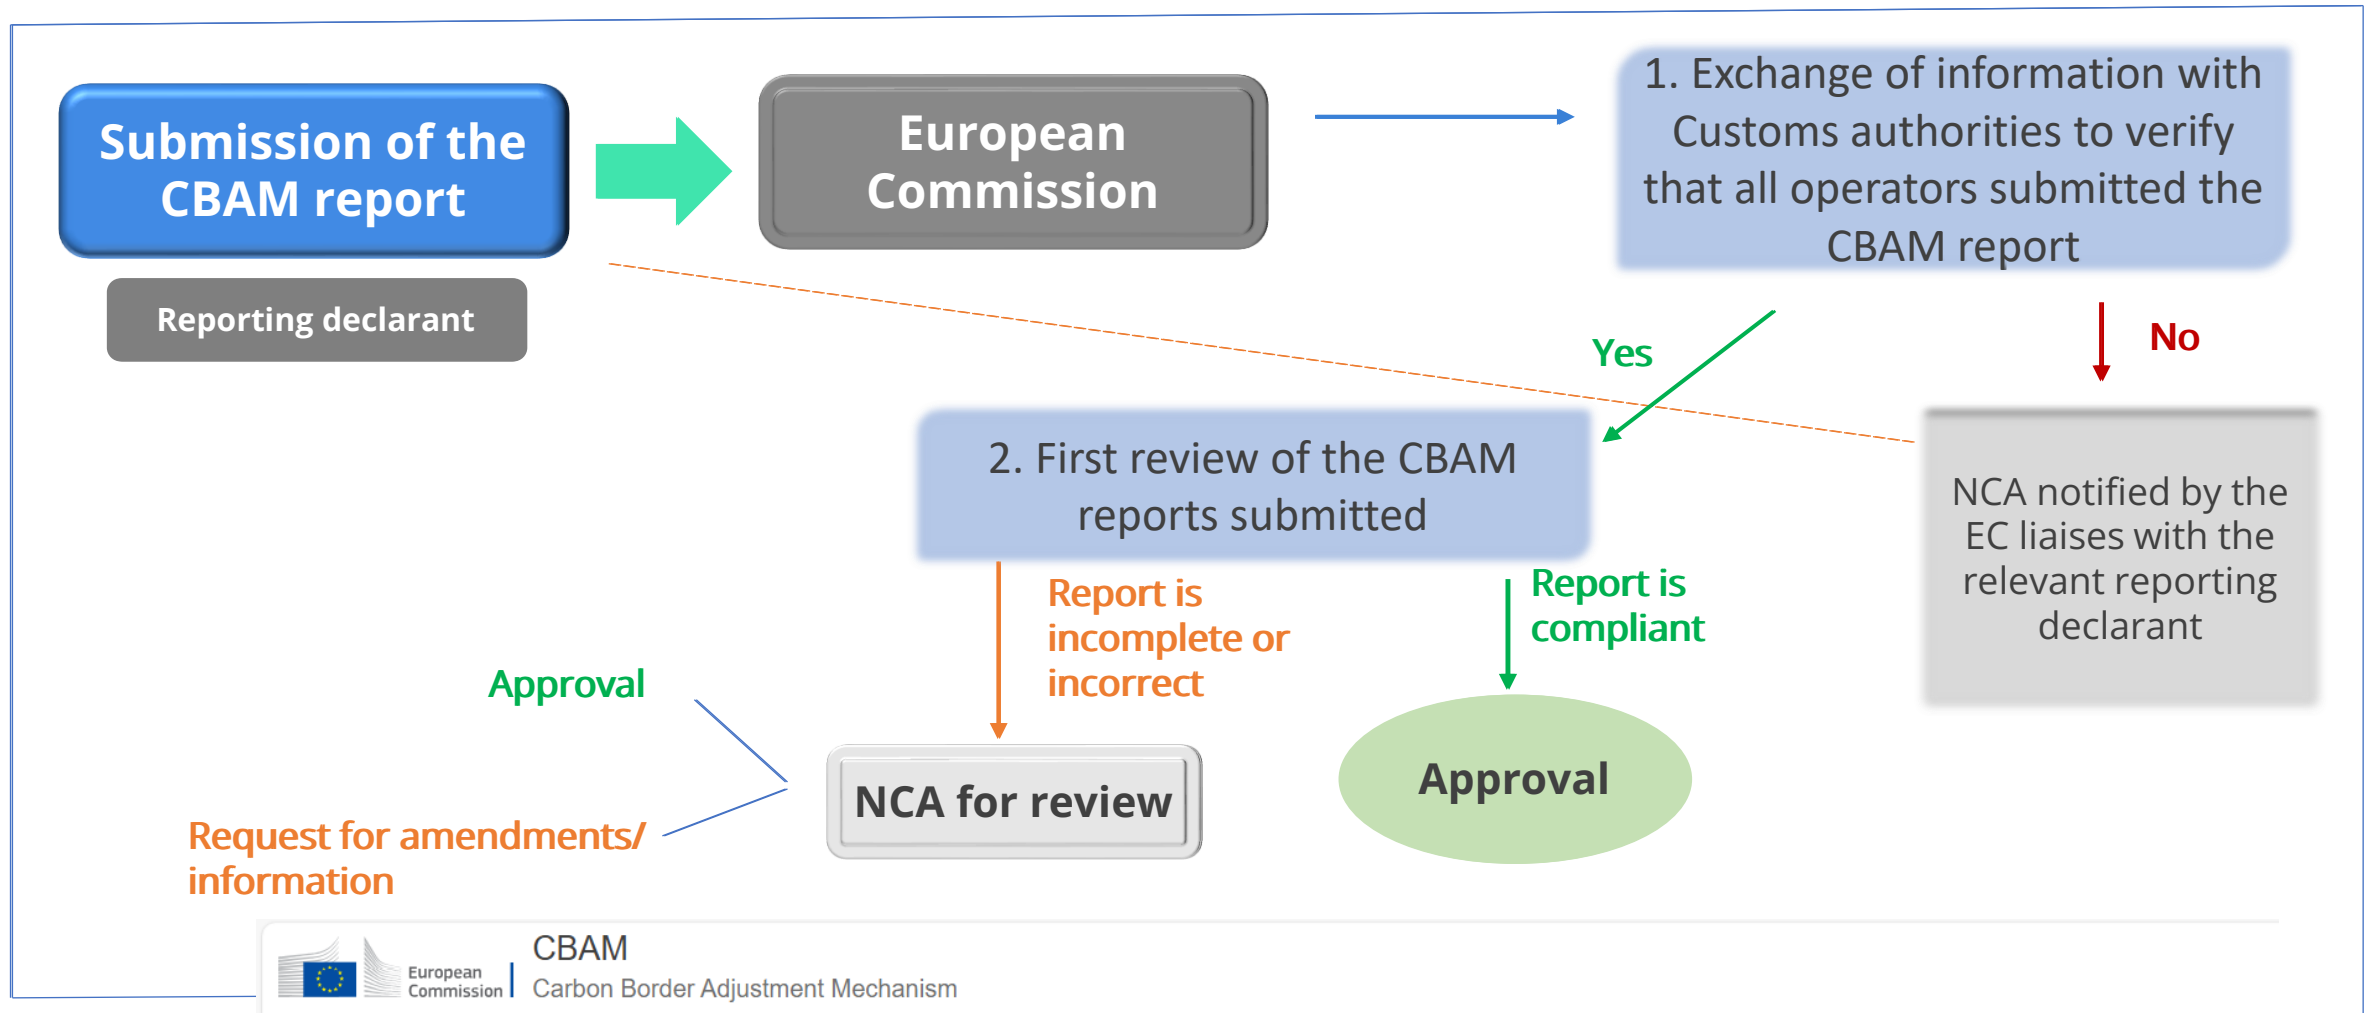 Submission of the
CBAM report
Reporting declarant
European
Commission
1. Exchange of information with
Customs authorities to verify
that all operators submitted the
CBAM report
Yes
No
2. First review of the CBAM
reports submitted
NCA notified by the
EC liaises with the
relevant reporting
declarant
Report is
incomplete or
incorrect
Report is
compliant
Approval
Request for amendments/
information
NCA for review
Approval
European
Commission
CBAM
Carbon Border Adjustment Mechanism